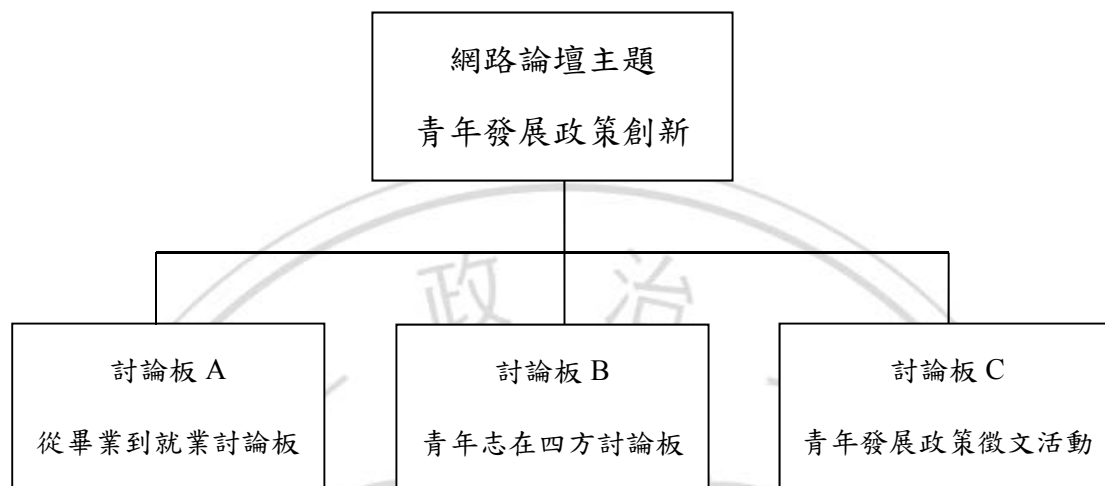 網路論壇主題
青年發展政策創新
政 治
討論板 A
從畢業到就業討論板
討論板 B
青年志在四方討論板
討論板 C
青年發展政策徵文活動